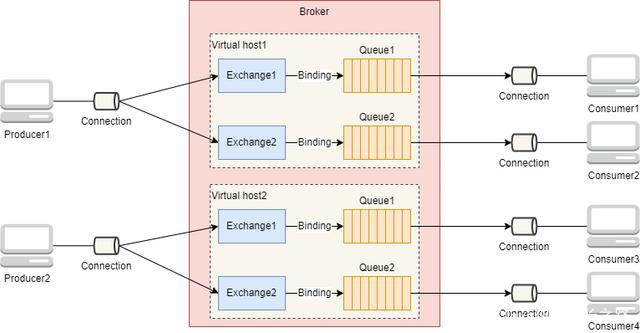 Broker
Virtual host1
Queue1
Exchange1
Binding
Connection
Consumer1
Producer1
Connection
Queue2
Exchange2
Binding
Connection
Consumer2
Virtual host2
Queue1
Exchange1
Binding
Connection
Consumer3
Producer2
Connection
Queue2
Exchange2
Binding
Connection
Consumer4